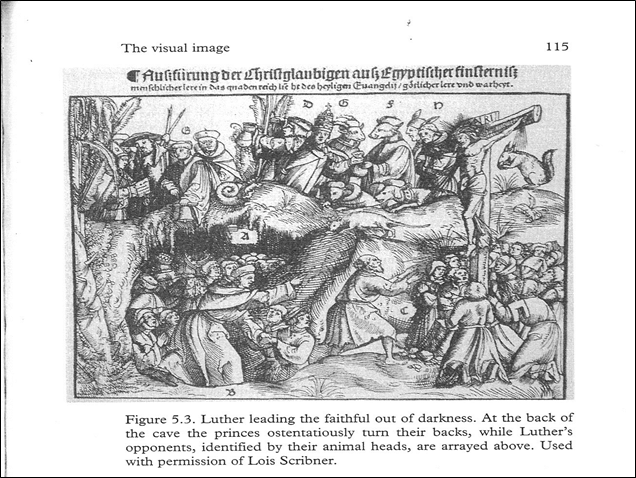 The visual image 115
¶ Außfürung der Christglaubigen auß Egyptischer finsterniß
menschlicher lere in das gnadenreich liecht des heyligen Euangelij / götlicher lere vnd warheyt.
D G F N
G
INRI
A
C
B
Figure 5.3. Luther leading the faithful out of darkness. At the back of
the cave the princes ostentatiously turn their backs, while Luther's
opponents, identified by their animal heads, are arrayed above. Used
with permission of Lois Scribner.